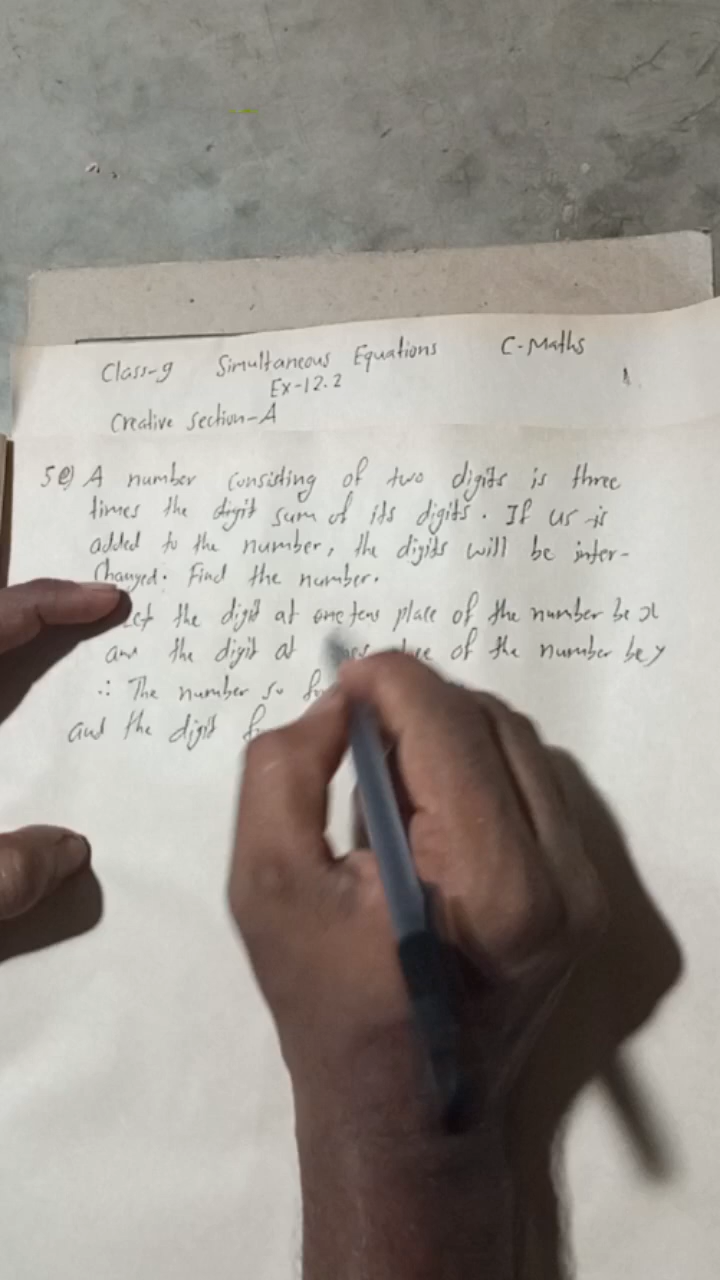 Class-9 Simultaneous Equations C-Maths
Ex-12.2
Creative section-A
5e) A number consisting of two digits is three
times the digit sum of its digits. If 45 is
added to the number, the digits will be inter-
changed. Find the number.
Let the digit at one tens place of the number be x
and the digit at of the number be y
∴ The number so
and the digit